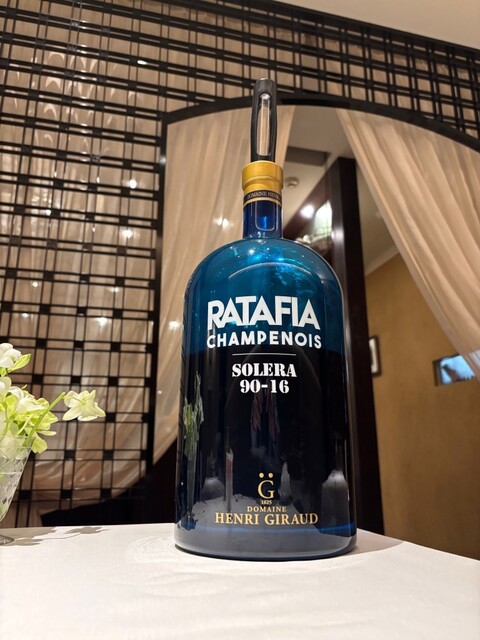 RATAFIA
CHAMPENOIS
SOLERA
90-16
G
1625
DOMAINE
HENRI GIRAUD